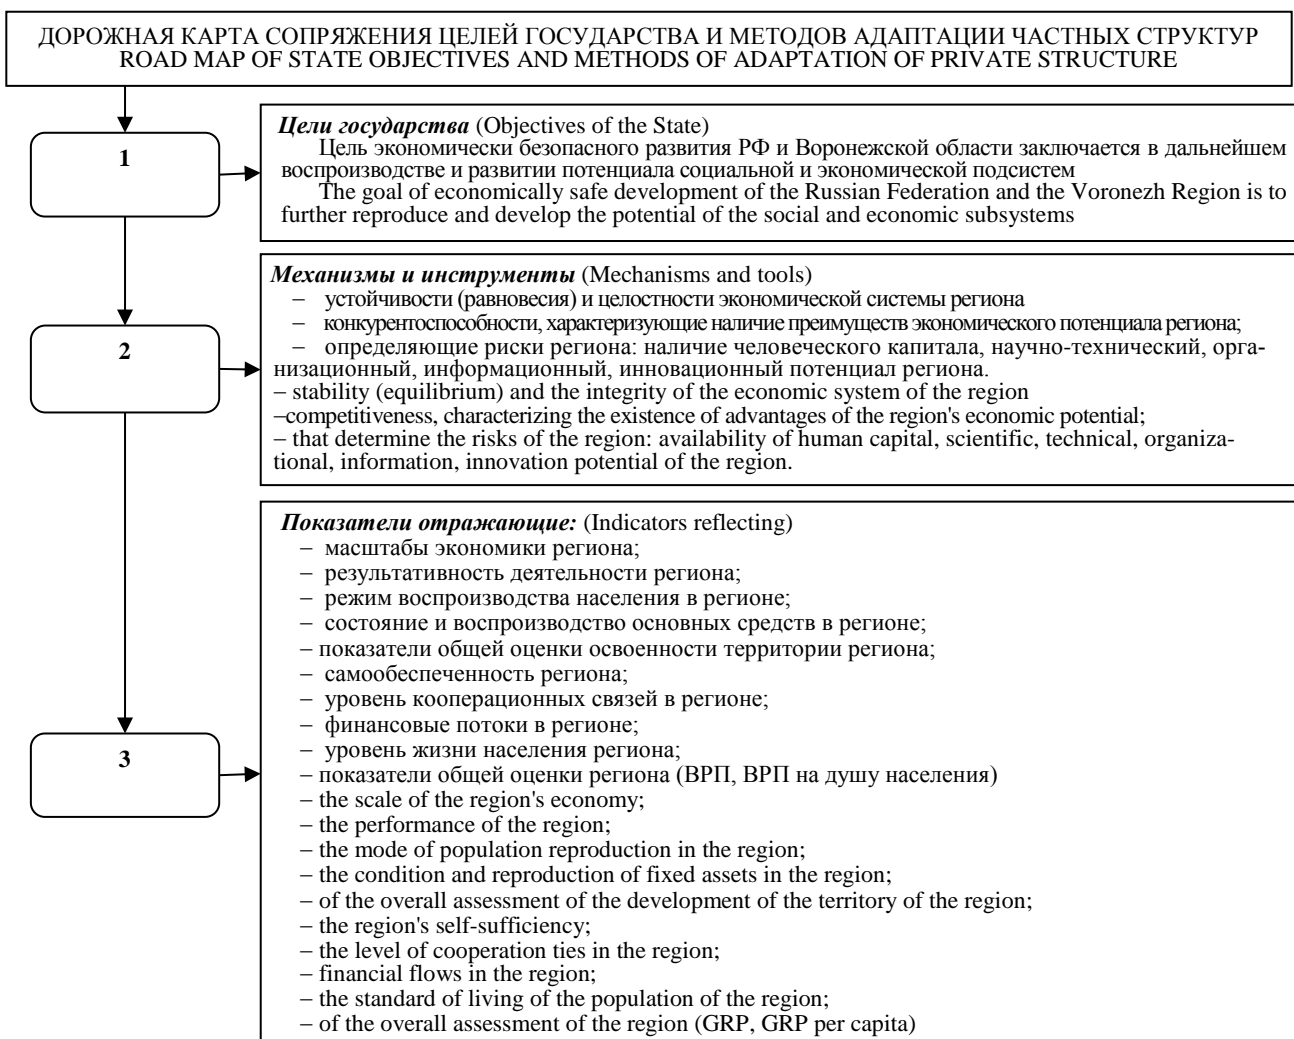 ДОРОЖНАЯ КАРТА СОПРЯЖЕНИЯ ЦЕЛЕЙ ГОСУДАРСТВА И МЕТОДОВ АДАПТАЦИИ ЧАСТНЫХ СТРУКТУР
ROAD MAP OF STATE OBJECTIVES AND METHODS OF ADAPTATION OF PRIVATE STRUCTURE
1
Цели государства (Objectives of the State)
Цель экономически безопасного развития РФ и Воронежской области заключается в дальнейшем
воспроизводстве и развитии потенциала социальной и экономической подсистем
The goal of economically safe development of the Russian Federation and the Voronezh Region is to
further reproduce and develop the potential of the social and economic subsystems
2
Механизмы и инструменты (Mechanisms and tools)
– устойчивости (равновесия) и целостности экономической системы региона
– конкурентоспособности, характеризующие наличие преимуществ экономического потенциала региона;
– определяющие риски региона: наличие человеческого капитала, научно-технический, орга-
низационный, информационный, инновационный потенциал региона.
– stability (equilibrium) and the integrity of the economic system of the region
–competitiveness, characterizing the existence of advantages of the region's economic potential;
– that determine the risks of the region: availability of human capital, scientific, technical, organiza-
tional, information, innovation potential of the region.
3
Показатели отражающие: (Indicators reflecting)
– масштабы экономики региона;
– результативность деятельности региона;
– режим воспроизводства населения в регионе;
– состояние и воспроизводство основных средств в регионе;
– показатели общей оценки освоенности территории региона;
– самообеспеченность региона;
– уровень кооперационных связей в регионе;
– финансовые потоки в регионе;
– уровень жизни населения региона;
– показатели общей оценки региона (ВРП, ВРП на душу населения)
– the scale of the region's economy;
– the performance of the region;
– the mode of population reproduction in the region;
– the condition and reproduction of fixed assets in the region;
– of the overall assessment of the development of the territory of the region;
– the region's self-sufficiency;
– the level of cooperation ties in the region;
– financial flows in the region;
– the standard of living of the population of the region;
– of the overall assessment of the region (GRP, GRP per capita)